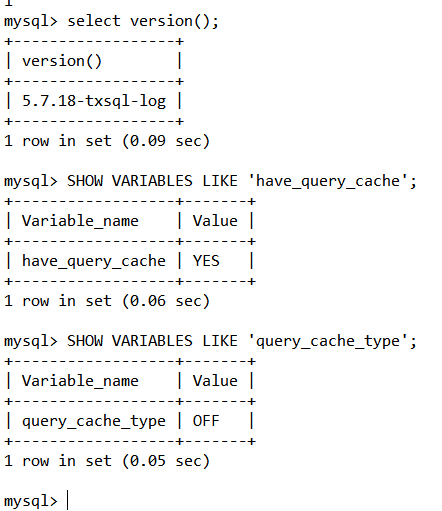 mysql> select version();
+------------------+
| version()        |
+------------------+
| 5.7.18-txsql-log |
+------------------+
1 row in set (0.09 sec)

mysql> SHOW VARIABLES LIKE 'have_query_cache';
+------------------+-------+
| Variable_name    | Value |
+------------------+-------+
| have_query_cache | YES   |
+------------------+-------+
1 row in set (0.06 sec)

mysql> SHOW VARIABLES LIKE 'query_cache_type';
+------------------+-------+
| Variable_name    | Value |
+------------------+-------+
| query_cache_type | OFF   |
+------------------+-------+
1 row in set (0.05 sec)

mysql>